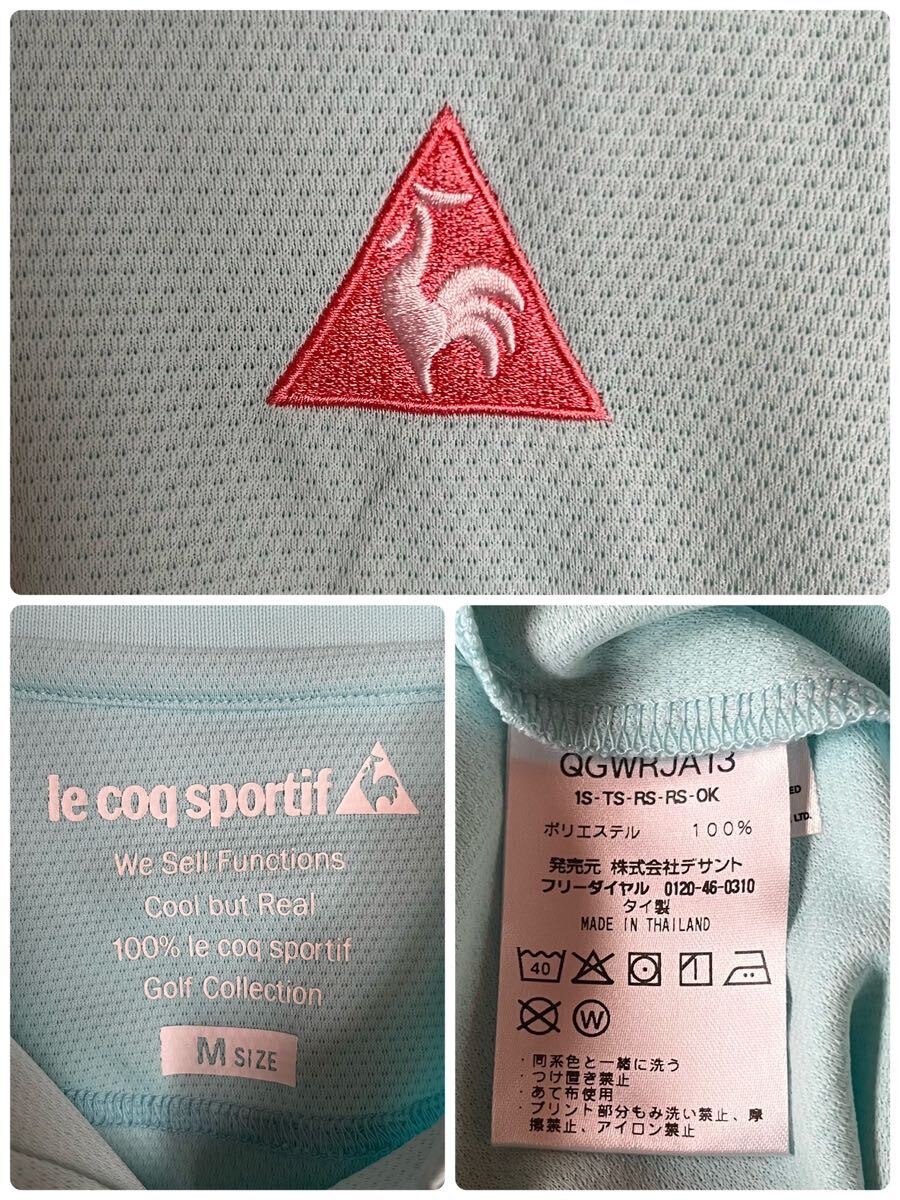 le coq sportif
We Sell Functions
Cool but Real
100% le coq sportif
Golf Collection
M SIZE
QGWRJA13
1S-TS-RS-RS-OK
ポリエステル 100%
発売元 株式会社デサント
フリーダイヤル 0120-46-0310
タイ製
MADE IN THAILAND
40
W
・同系色と一緒に洗う
・つけ置き禁止
・あて布使用
・プリント部分もみ洗い禁止、摩
擦禁止、アイロン禁止
LTD.